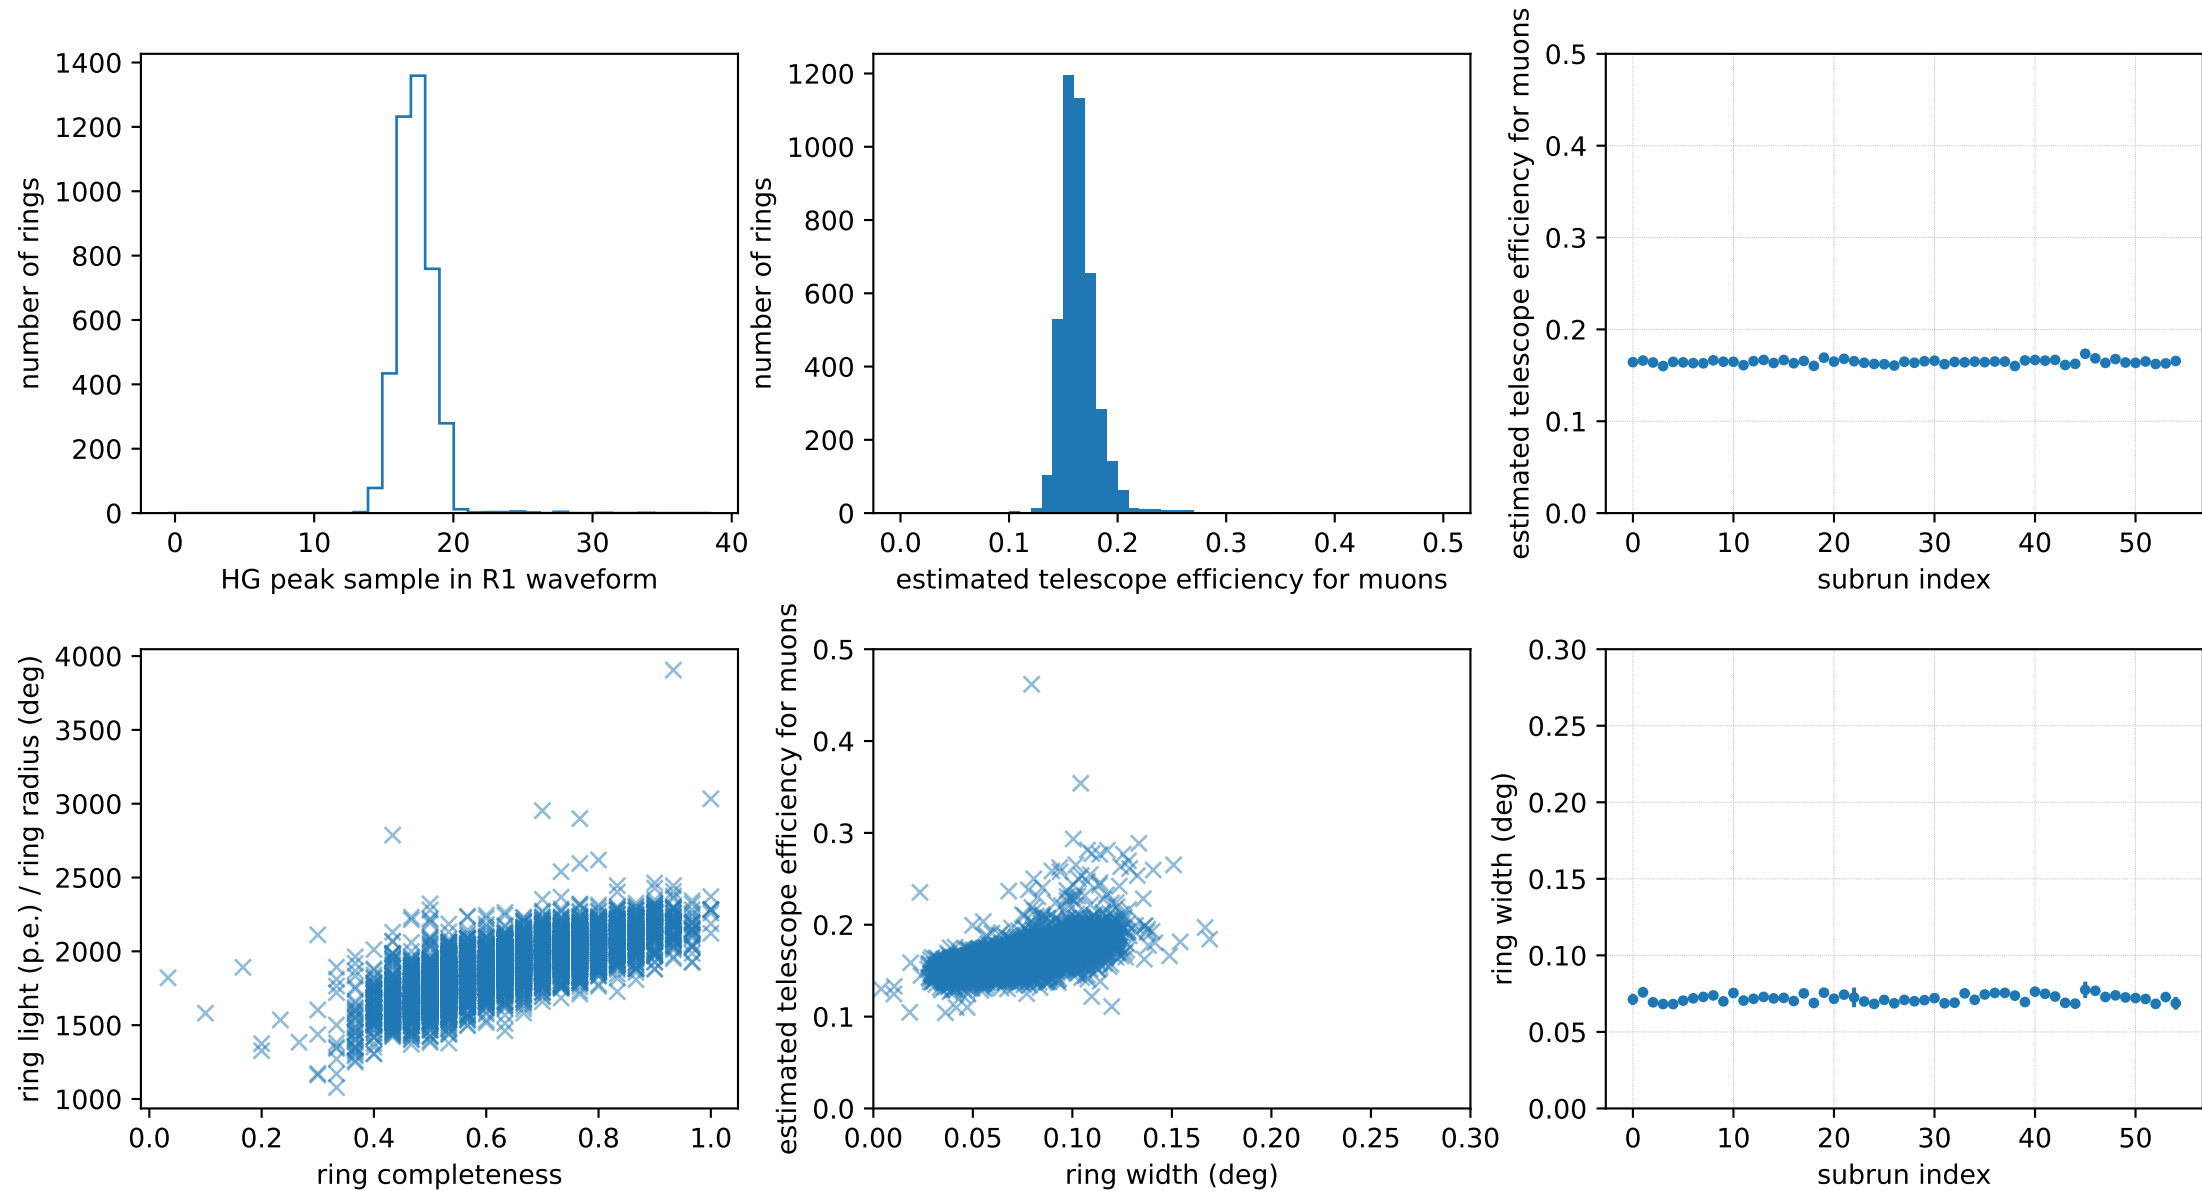 number of rings
1400
1200
1000
800
600
400
200
0
0 10 20 30 40
HG peak sample in R1 waveform
number of rings
1200
1000
800
600
400
200
0
0.0 0.1 0.2 0.3 0.4 0.5
estimated telescope efficiency for muons
estimated telescope efficiency for muons
0.5
0.4
0.3
0.2
0.1
0.0
0 10 20 30 40 50
subrun index
ring light (p.e.) / ring radius (deg)
4000
3500
3000
2500
2000
1500
1000
0.0 0.2 0.4 0.6 0.8 1.0
ring completeness
estimated telescope efficiency for muons
0.5
0.4
0.3
0.2
0.1
0.0
0.00 0.05 0.10 0.15 0.20 0.25 0.30
ring width (deg)
ring width (deg)
0.30
0.25
0.20
0.15
0.10
0.05
0.00
0 10 20 30 40 50
subrun index